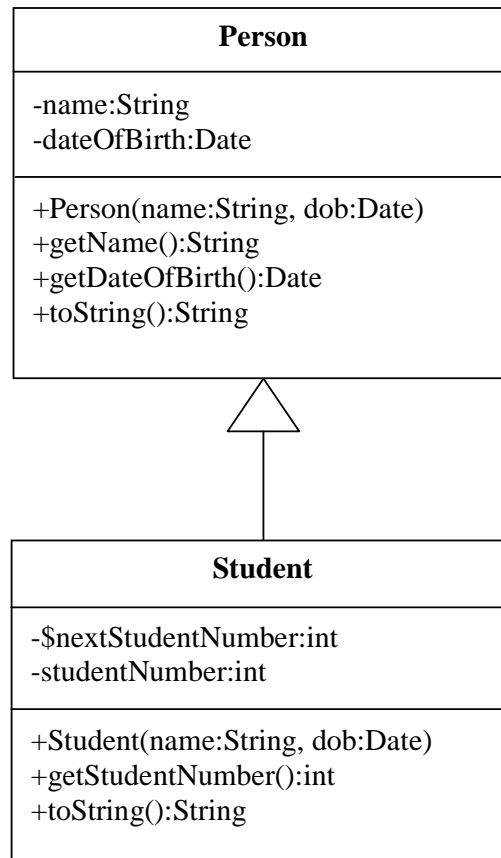 Person
-name:String
-dateOfBirth:Date
+Person(name:String, dob:Date)
+getName():String
+getDateOfBirth():Date
+toString():String
Student
-$nextStudentNumber:int
-studentNumber:int
+Student(name:String, dob:Date)
+getStudentNumber():int
+toString():String